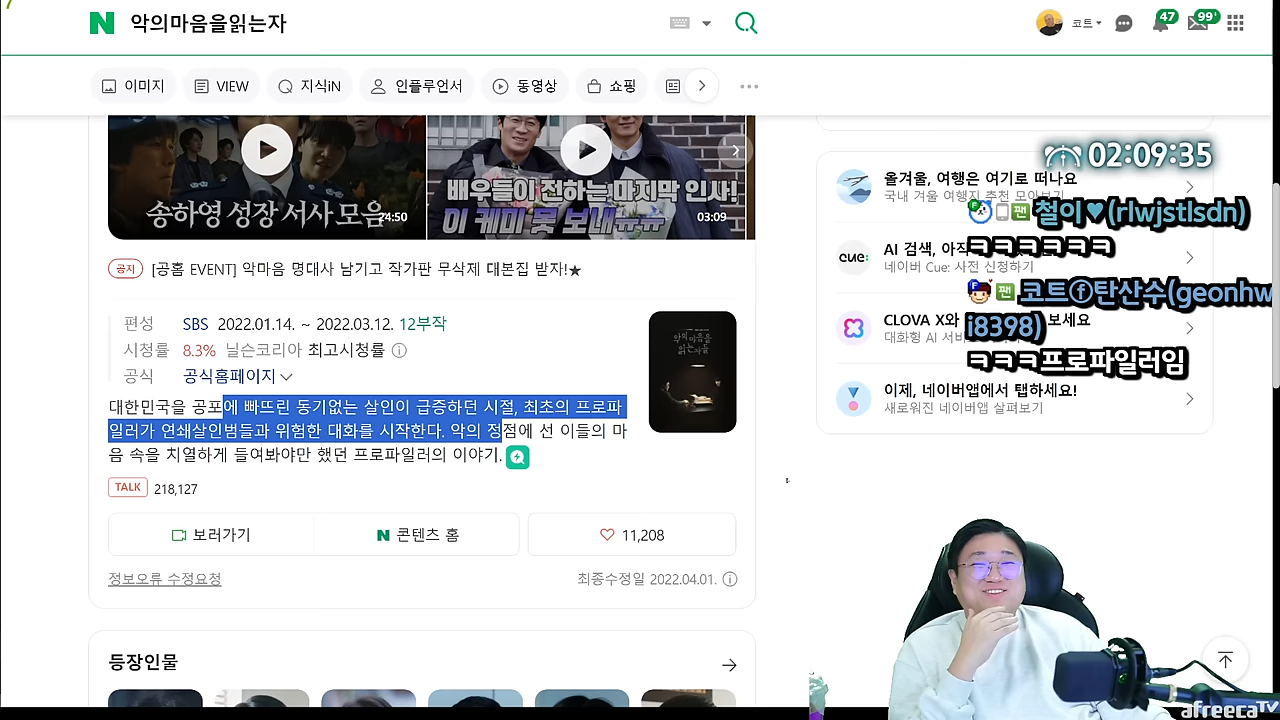 N 악의마음을읽는자
코트
47
99+
이미지
VIEW
지식iN
인플루언서
동영상
쇼핑
송하영 성장 서사 모음
24:50
배우들이 전하는 마지막 인사!
이 케미 못 보내ㅠㅠ
03:09
공지 [공홈 EVENT] 악마음 명대사 남기고 작가판 무삭제 대본집 받자!★
편성 SBS 2022.01.14. ~ 2022.03.12. 12부작
시청률 8.3% 닐슨코리아 최고시청률
공식 공식홈페이지
악의마음을
읽는자들
대한민국을 공포에 빠뜨린 동기없는 살인이 급증하던 시절, 최초의 프로파
일러가 연쇄살인범들과 위험한 대화를 시작한다. 악의 정점에 선 이들의 마
음 속을 치열하게 들여봐야만 했던 프로파일러의 이야기.
TALK 218,127
보러가기
N 콘텐츠 홈
11,208
정보오류 수정요청
최종수정일 2022.04.01.
등장인물
02:09:35
올겨울, 여행은 여기로 떠나요
국내 겨울 여행지 추천 모아보기
cue:
AI 검색,
네이버 Cue: 사전 신청하기
CLOVA X와 보세요
대화형 AI
이제, 네이버앱에서 탭하세요!
새로워진 네이버앱 살펴보기
F 팬 철이♥(rlwjstlsdn)
ㅋㅋㅋㅋㅋㅋㅋ
F 팬 코트ⓕ탄산수(geonhw
i8398)
ㅋㅋㅋ프로파일러임
afreecaTV